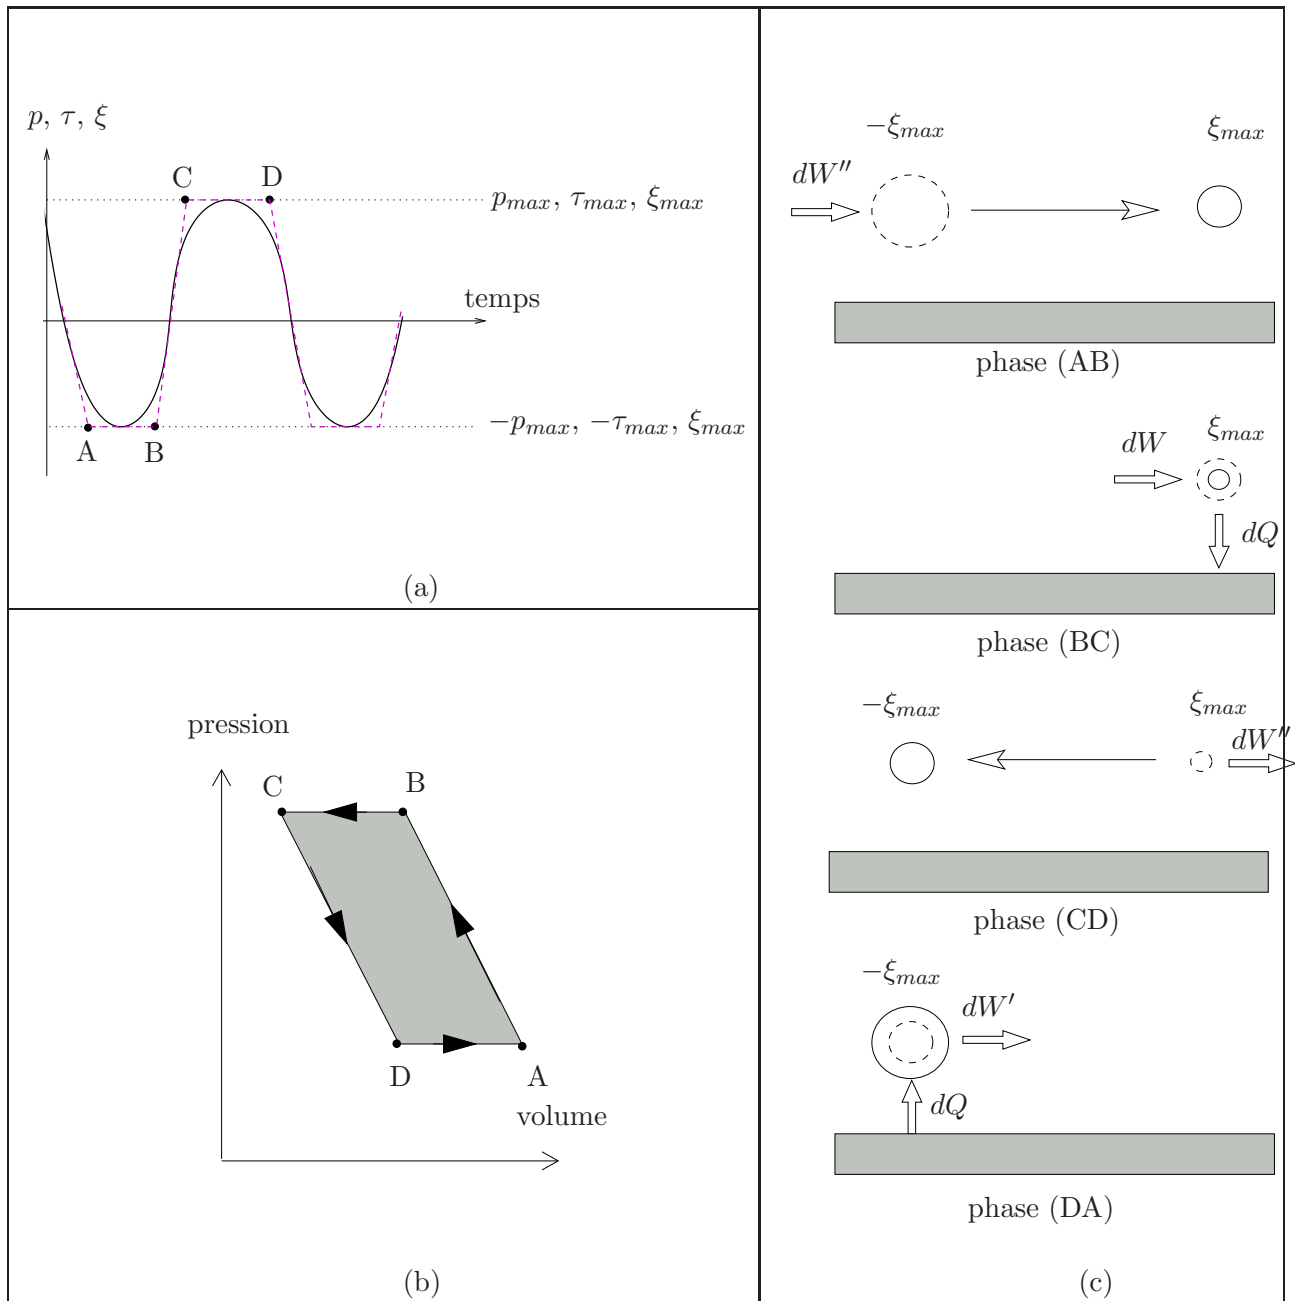 p, τ, ξ
C
D
p_max, τ_max, ξ_max
temps
−p_max, −τ_max, ξ_max
A
B
(a)
pression
C
B
D
A
volume
(b)
−ξ_max
ξ_max
dW''
phase (AB)
ξ_max
dW
dQ
phase (BC)
−ξ_max
ξ_max
dW''
phase (CD)
−ξ_max
dW'
dQ
phase (DA)
(c)